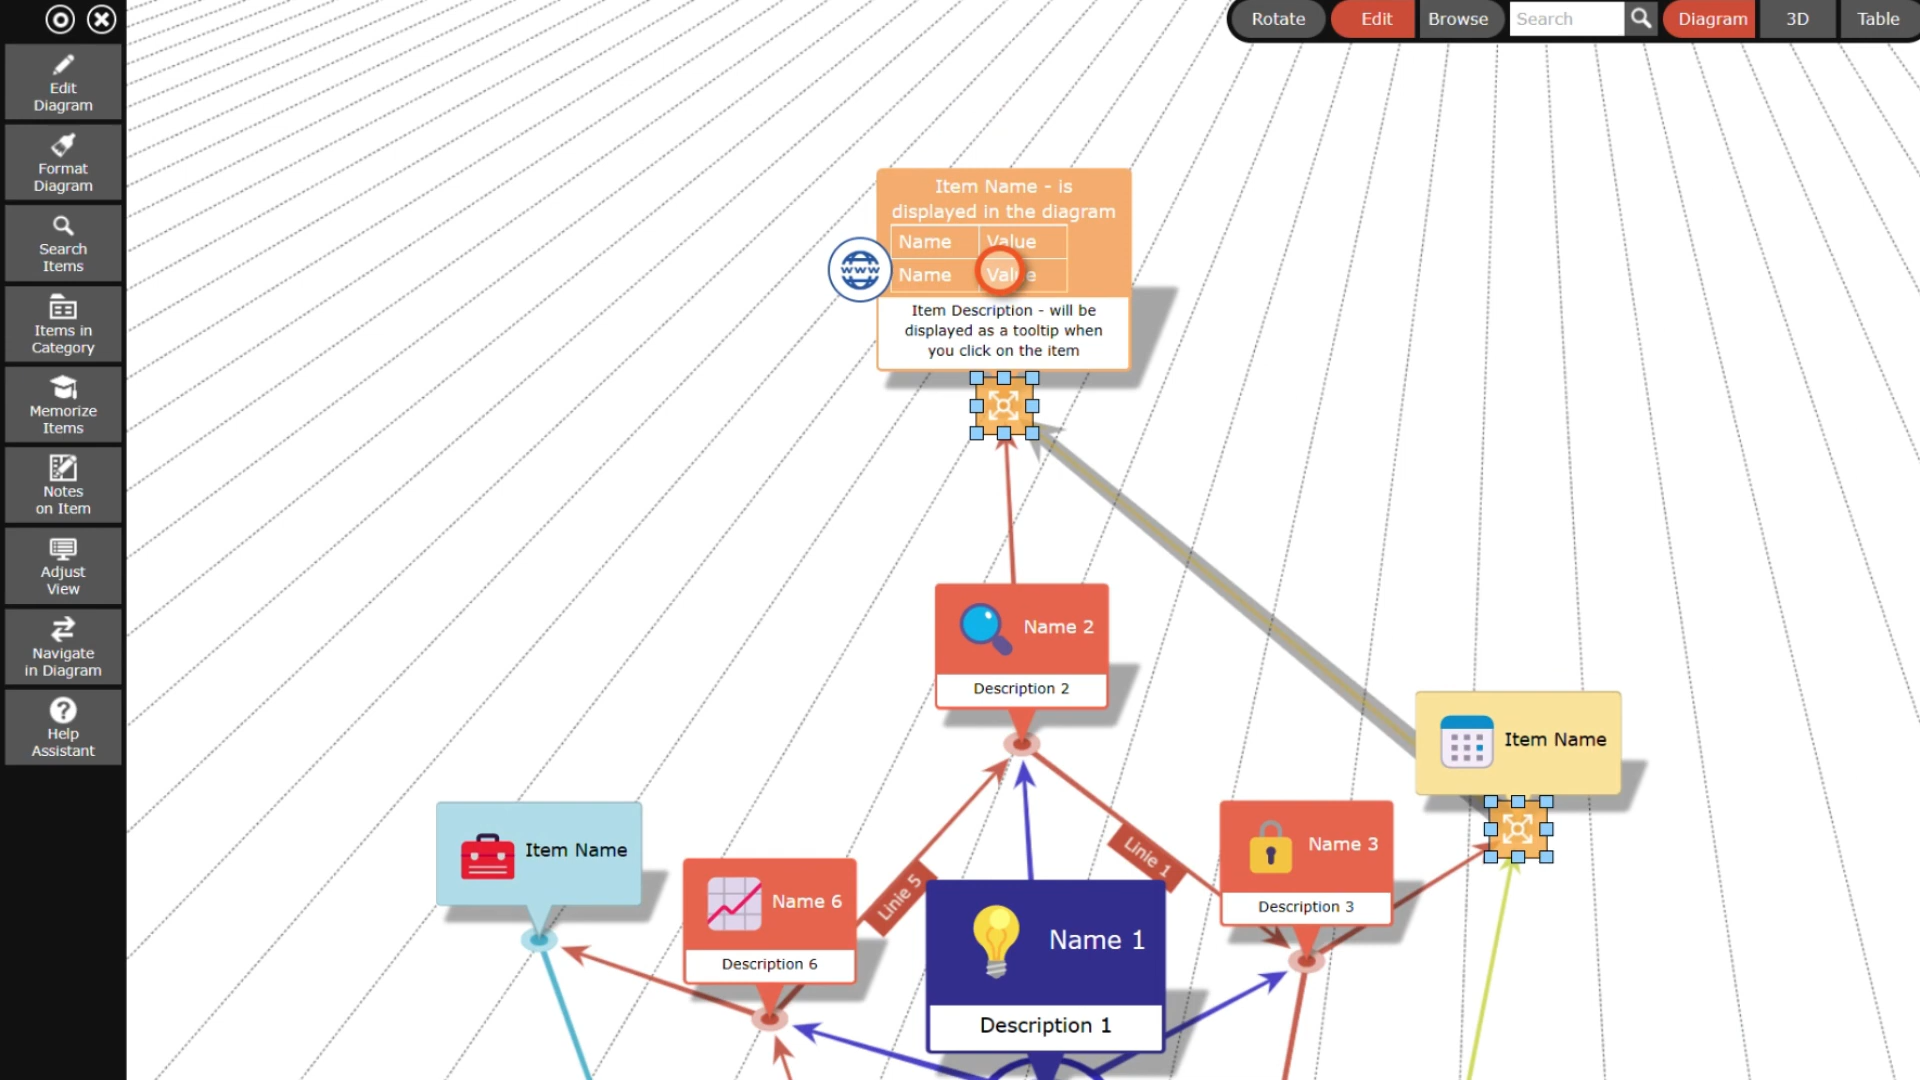 Rotate
Edit
Browse
Search
Diagram
3D
Table
Edit
Diagram
Format
Diagram
Search
Items
Items in
Category
Memorize
Items
Notes
on Item
Adjust
View
Navigate
in Diagram
Help
Assistant
Item Name - is
displayed in the diagram
Name Value
Name Value
www
Item Description - will be
displayed as a tooltip when
you click on the item
Name 2
Description 2
Item Name
Item Name
Name 6
Description 6
Linie 5
Linie 1
Name 3
Description 3
Name 1
Description 1